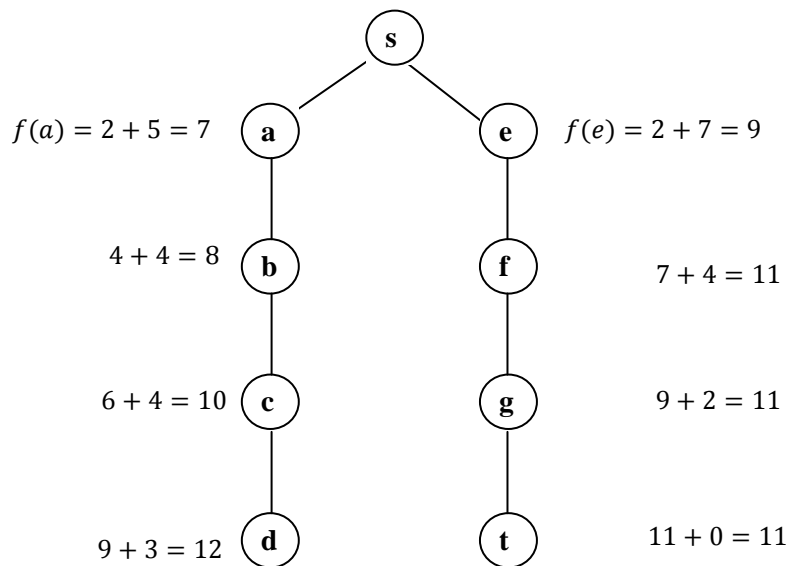 s
f(a) = 2 + 5 = 7 a e f(e) = 2 + 7 = 9
4 + 4 = 8 b f 7 + 4 = 11
6 + 4 = 10 c g 9 + 2 = 11
9 + 3 = 12 d t 11 + 0 = 11